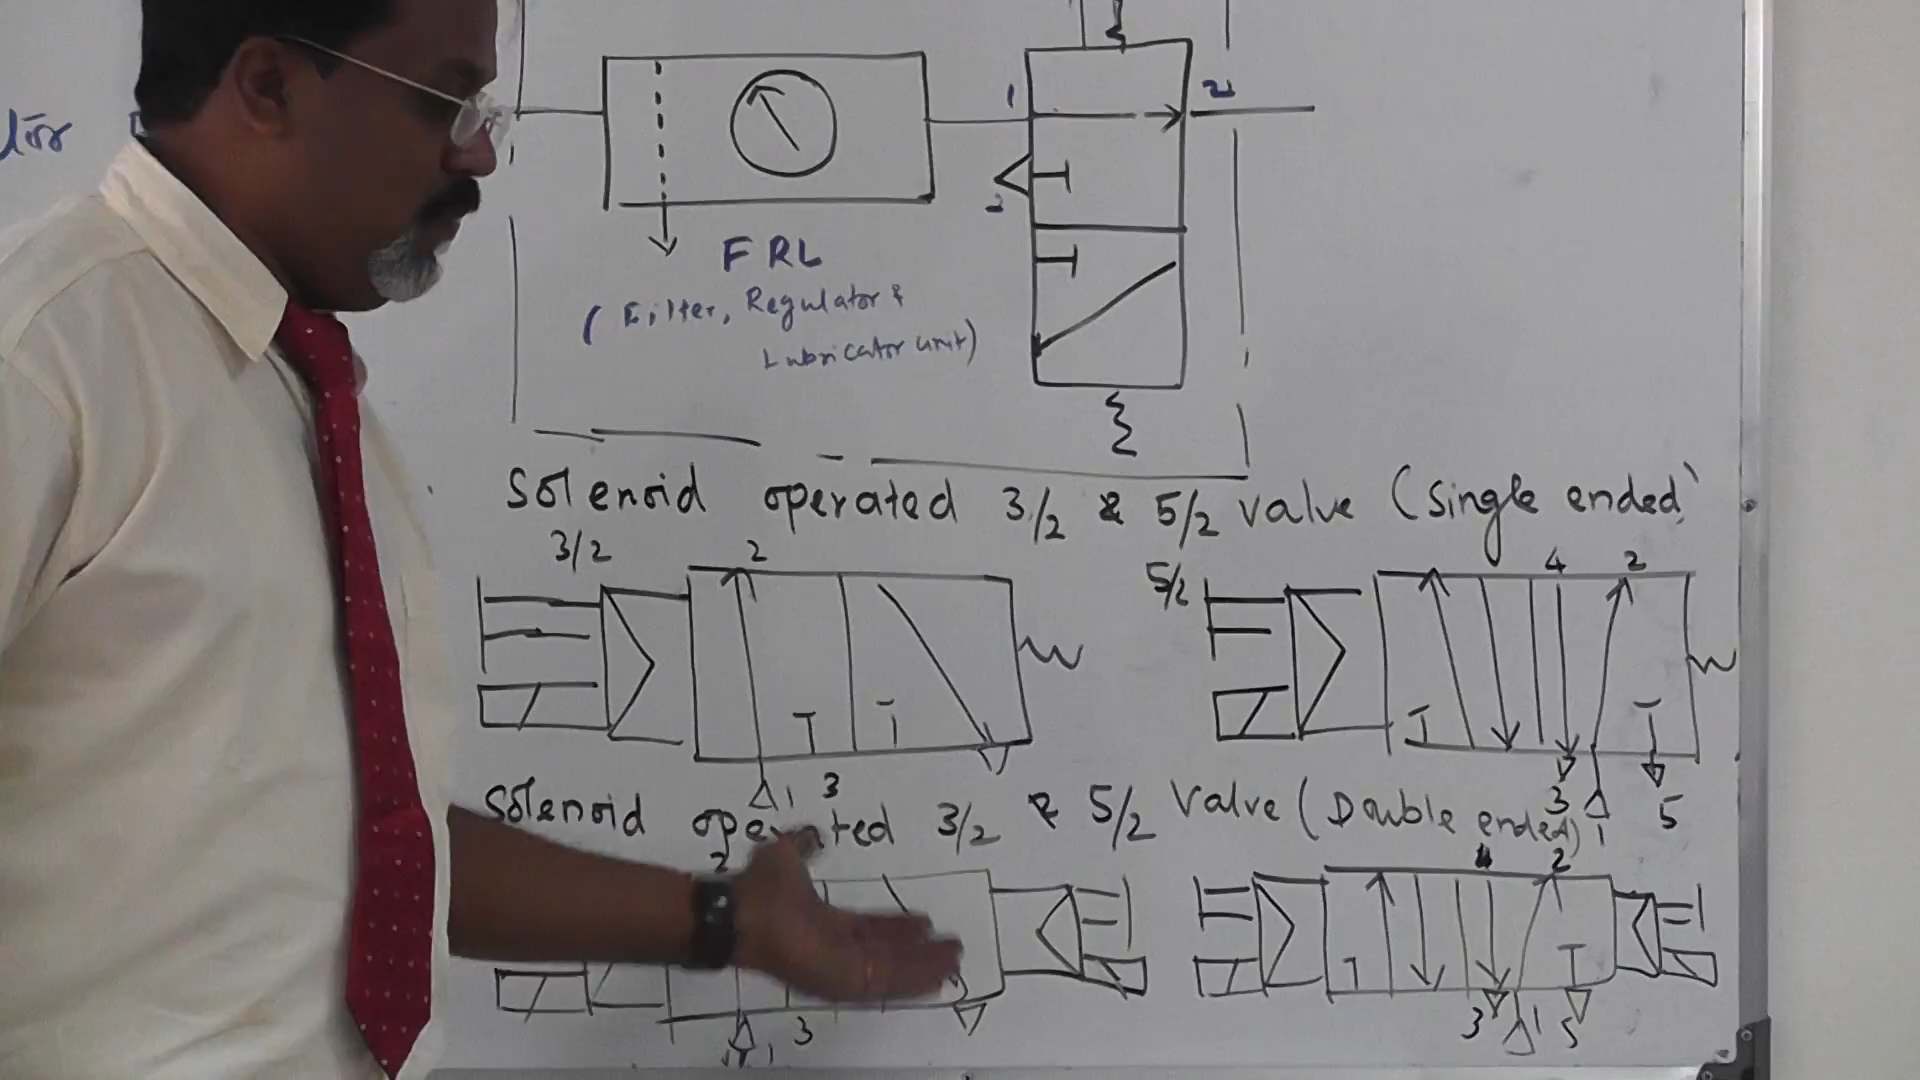 1 2
FRL
(Filter, Regulator &
Lubricator unit)
Solenoid operated 3/2 & 5/2 valve (Single ended)
3/2 2
5/2 4 2
1 3
3 1 5
Solenoid operated 3/2 & 5/2 Valve (Double ended)
2
4 2
1 3
3 1 5